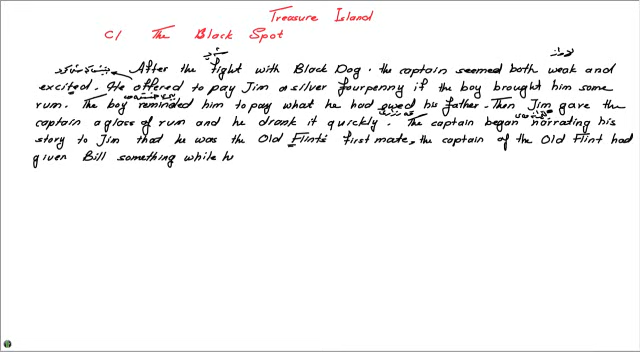 Treasure Island
C/ The Black Spot
After the fight with Black Dog. the captain seemed both weak and
excited. He offered to pay Jim a silver fourpenny if the boy brought him some
rum. The boy reminded him to pay what he had owed his father. Then Jim gave the
captain a glass of rum and he drank it quickly. The captain began narrating his
story to Jim that he was the Old Flint's first mate, the captain of the Old Flint had
given Bill something while h